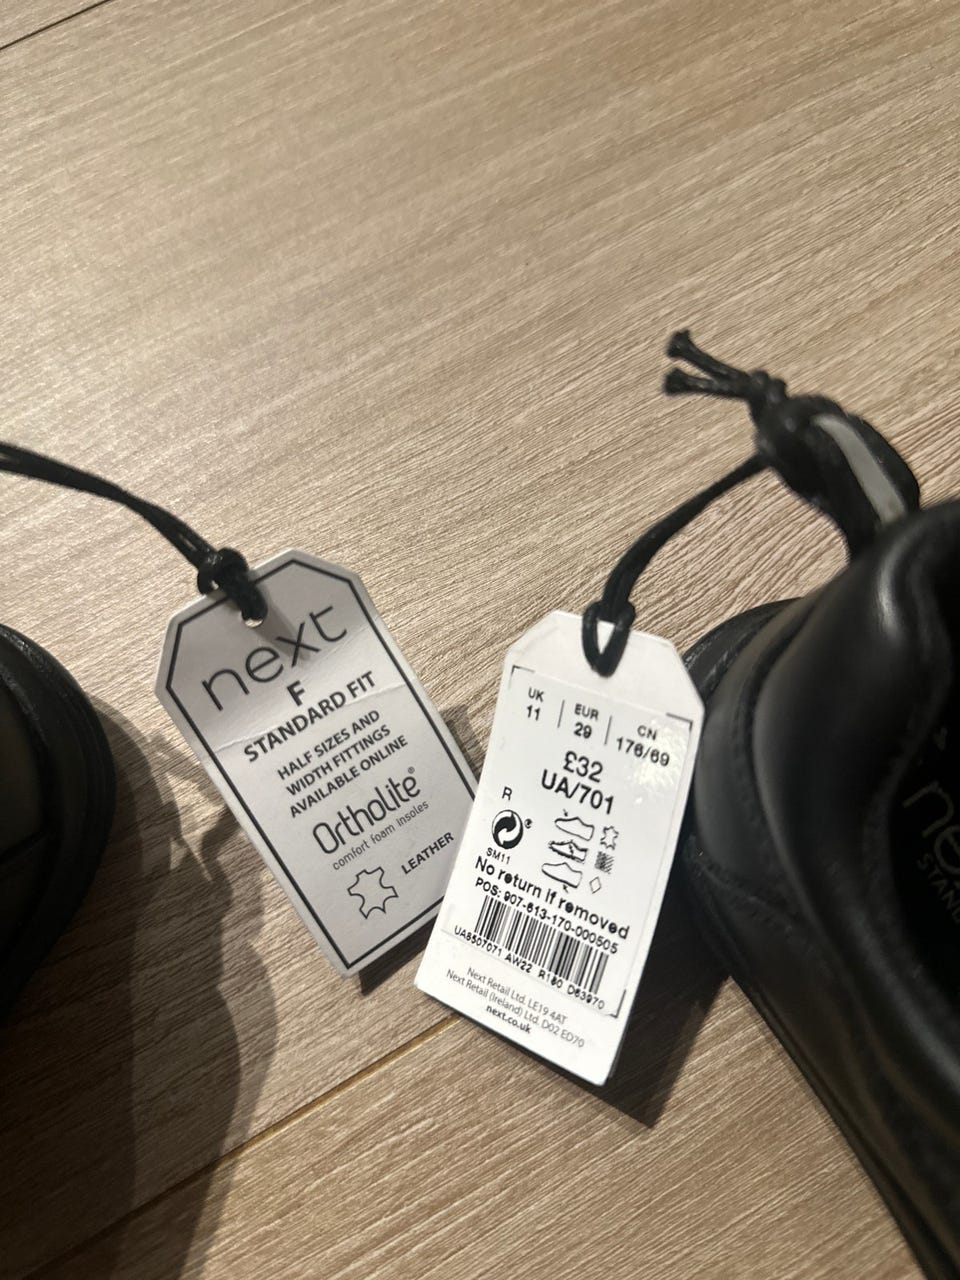 next
F
STANDARD FIT
HALF SIZES AND
WIDTH FITTINGS
AVAILABLE ONLINE
OrthoLite®
comfort foam insoles
LEATHER
UK EUR CN
11 29 176/69
£32
UA/701
R
®
SM11
No return if removed
POS: 907-613-170-000505
UA8507071 AW22 R160 D63970
Next Retail Ltd. LE19 4AT
Next Retail (Ireland) Ltd. D02 ED70
next.co.uk